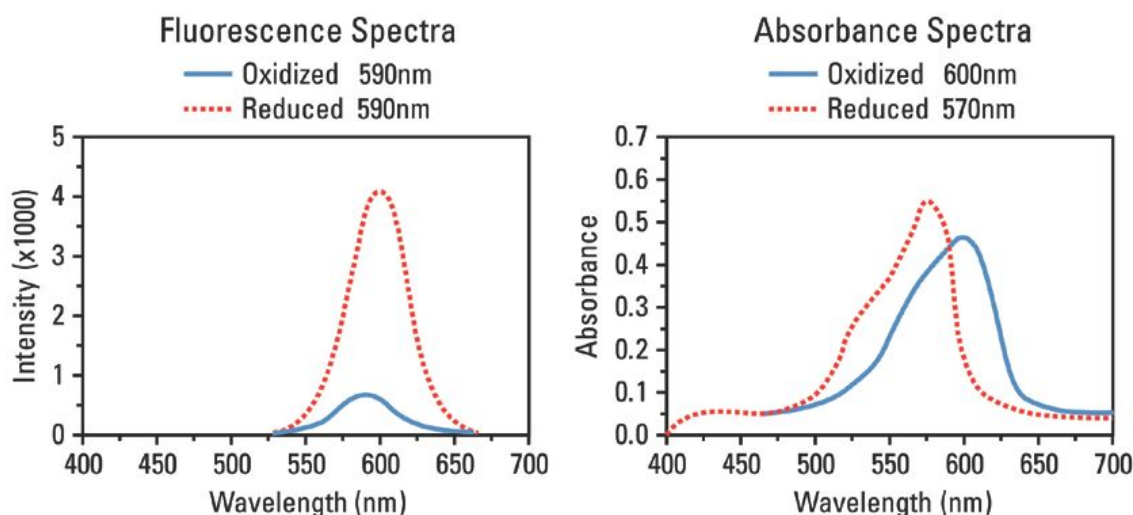 Fluorescence Spectra
Oxidized 590nm
Reduced 590nm
5
4
3
2
1
0
Intensity (x1000)
400 450 500 550 600 650 700
Wavelength (nm)
Absorbance Spectra
Oxidized 600nm
Reduced 570nm
0.7
0.6
0.5
0.4
0.3
0.2
0.1
0.0
Absorbance
400 450 500 550 600 650 700
Wavelength (nm)